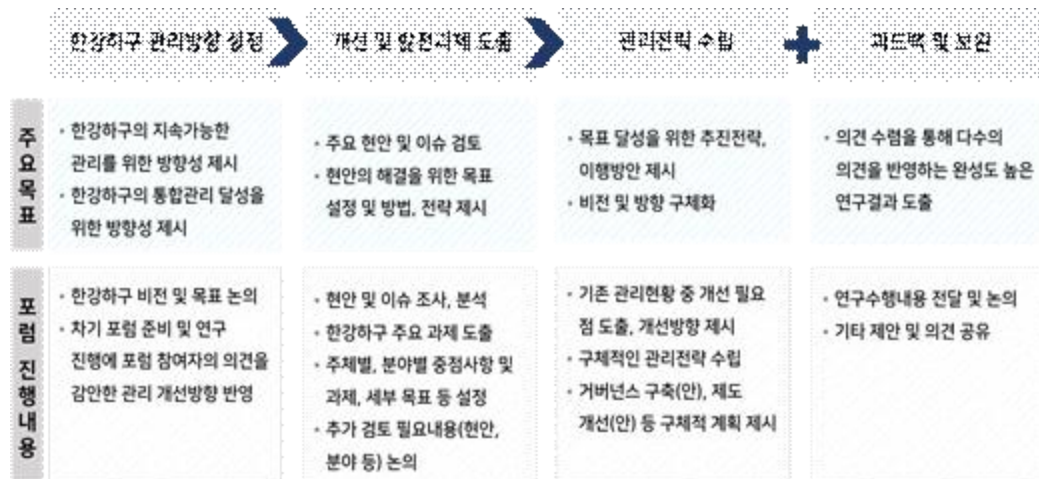 한강하구 관리방향 설정
개선 및 발전과제 도출
관리전략 수립
피드백 및 보완
주요목표
• 한강하구의 지속가능한
관리를 위한 방향성 제시
• 한강하구의 통합관리 달성을
위한 방향성 제시
• 주요 현안 및 이슈 검토
• 현안의 해결을 위한 목표
설정 및 방법, 전략 제시
• 목표 달성을 위한 추진전략,
이행방안 제시
• 비전 및 방향 구체화
• 의견 수렴을 통해 다수의
의견을 반영하는 완성도 높은
연구결과 도출
포럼 진행내용
• 한강하구 비전 및 목표 논의
• 차기 포럼 준비 및 연구
진행에 포럼 참여자의 의견을
감안한 관리 개선방향 반영
• 현안 및 이슈 조사, 분석
• 한강하구 주요 과제 도출
• 주체별, 분야별 중점사항 및
과제, 세부 목표 등 설정
• 추가 검토 필요내용(현안,
분야 등) 논의
• 기존 관리현황 중 개선 필요
점 도출, 개선방향 제시
• 구체적인 관리전략 수립
• 거버넌스 구축(안), 제도
개선(안) 등 구체적 계획 제시
• 연구수행내용 전달 및 논의
• 기타 제안 및 의견 공유